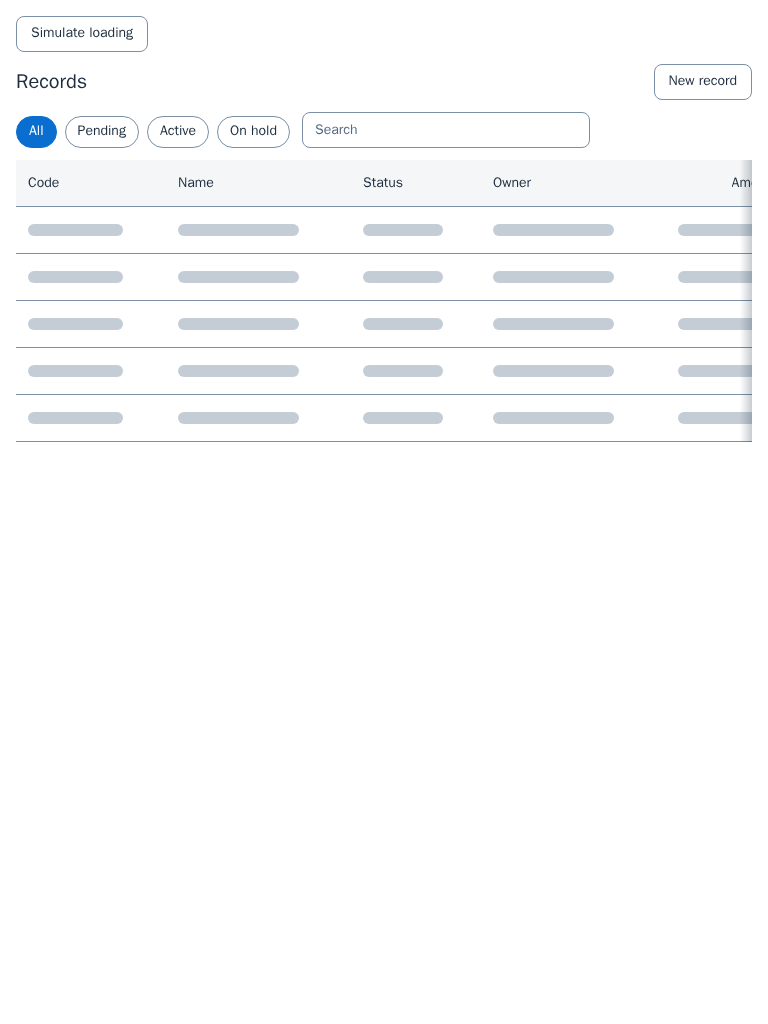 Simulate loading
Records
New record
All
Pending
Active
On hold
Search
Code Name Status Owner